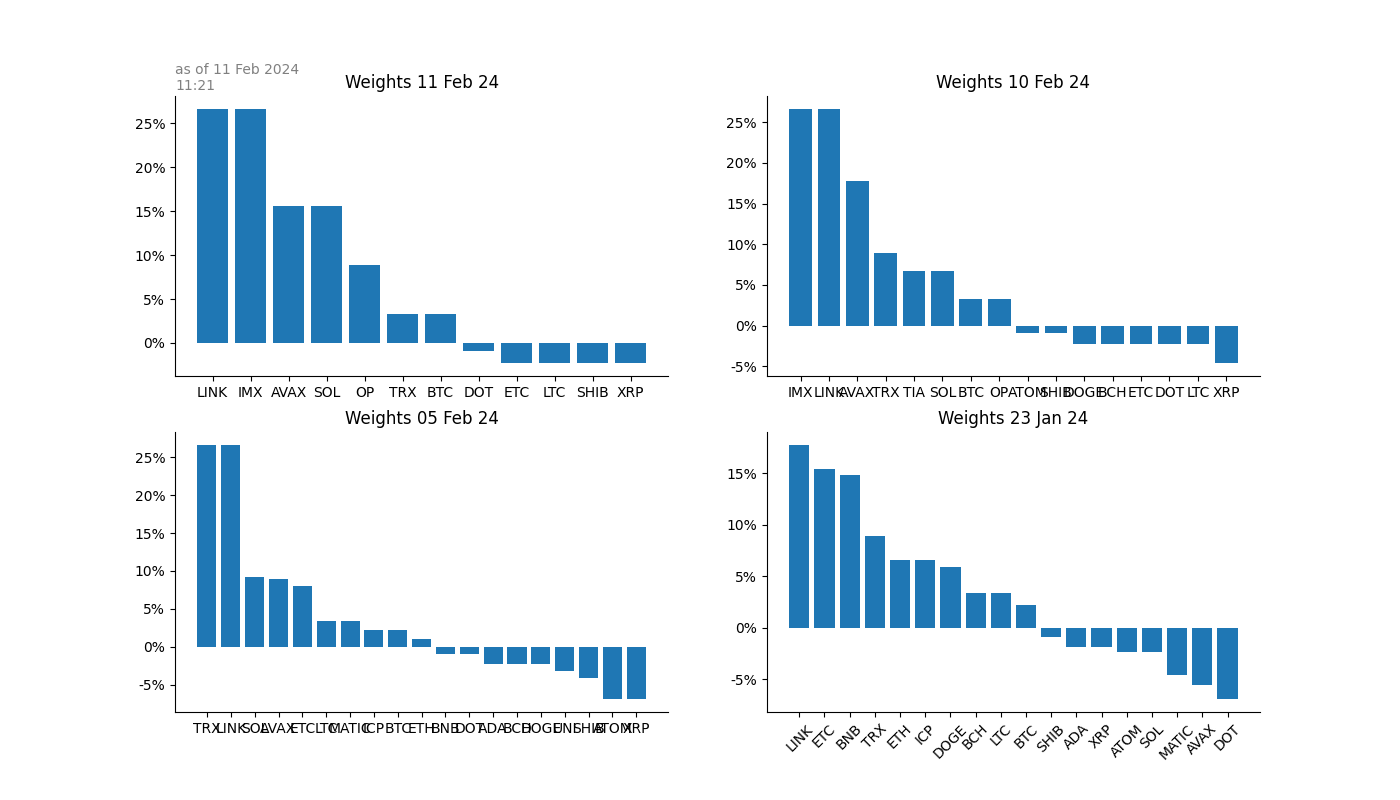 as of 11 Feb 2024
11:21
Weights 11 Feb 24
25%
20%
15%
10%
5%
0%
LINK IMX AVAX SOL OP TRX BTC DOT ETC LTC SHIB XRP
Weights 10 Feb 24
25%
20%
15%
10%
5%
0%
-5%
IMX LINK AVAX TRX TIA SOL BTC OP ATOM SHIB DOGE BCH ETC DOT LTC XRP
Weights 05 Feb 24
25%
20%
15%
10%
5%
0%
-5%
TRX LINK SOL AVAX ETC LTC MATIC ICP BTC ETH BNB DOT ADA BCH DOGE UNI SHIB ATOM XRP
Weights 23 Jan 24
15%
10%
5%
0%
-5%
LINK ETC BNB TRX ETH ICP DOGE BCH LTC BTC SHIB ADA XRP ATOM SOL MATIC AVAX DOT